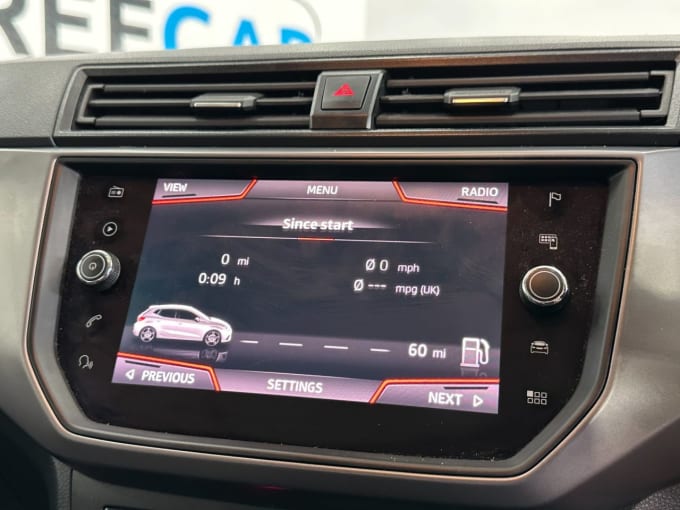 REECAR
VIEW
MENU
RADIO
Since start
0 mi
Ø 0 mph
0:09 h
Ø --- mpg (UK)
60 mi
PREVIOUS
SETTINGS
NEXT